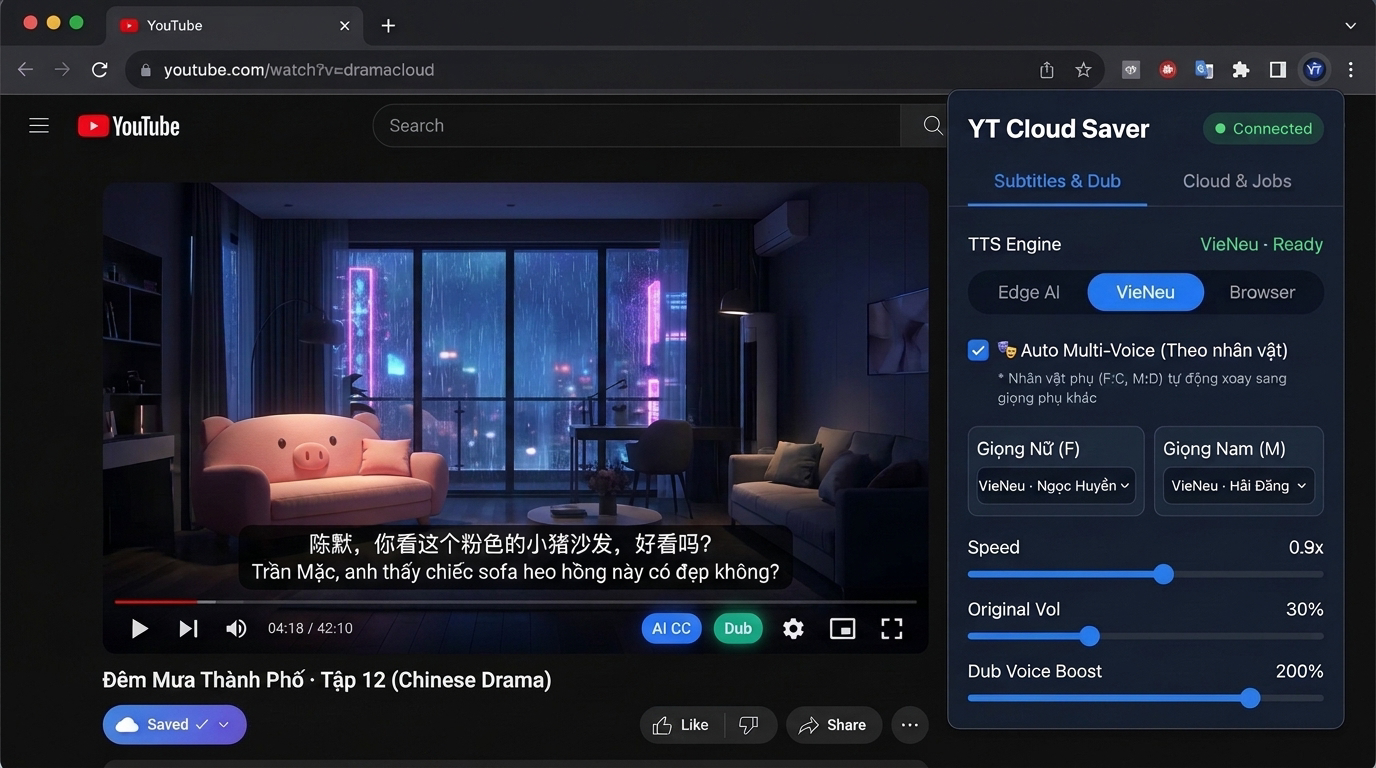 YouTube
youtube.com/watch?v=dramacloud
YT
YouTube
Search
陈默，你看这个粉色的小猪沙发，好看吗？
Trần Mặc, anh thấy chiếc sofa heo hồng này có đẹp không?
04:18 / 42:10
AI CC
Dub
Đêm Mưa Thành Phố · Tập 12 (Chinese Drama)
Saved
Like
Share
YT Cloud Saver
Connected
Subtitles & Dub
Cloud & Jobs
TTS Engine
VieNeu · Ready
Edge AI
VieNeu
Browser
Auto Multi-Voice (Theo nhân vật)
* Nhân vật phụ (F:C, M:D) tự động xoay sang
giọng phụ khác
Giọng Nữ (F)
Giọng Nam (M)
VieNeu · Ngọc Huyền
VieNeu · Hải Đăng
Speed
0.9x
Original Vol
30%
Dub Voice Boost
200%